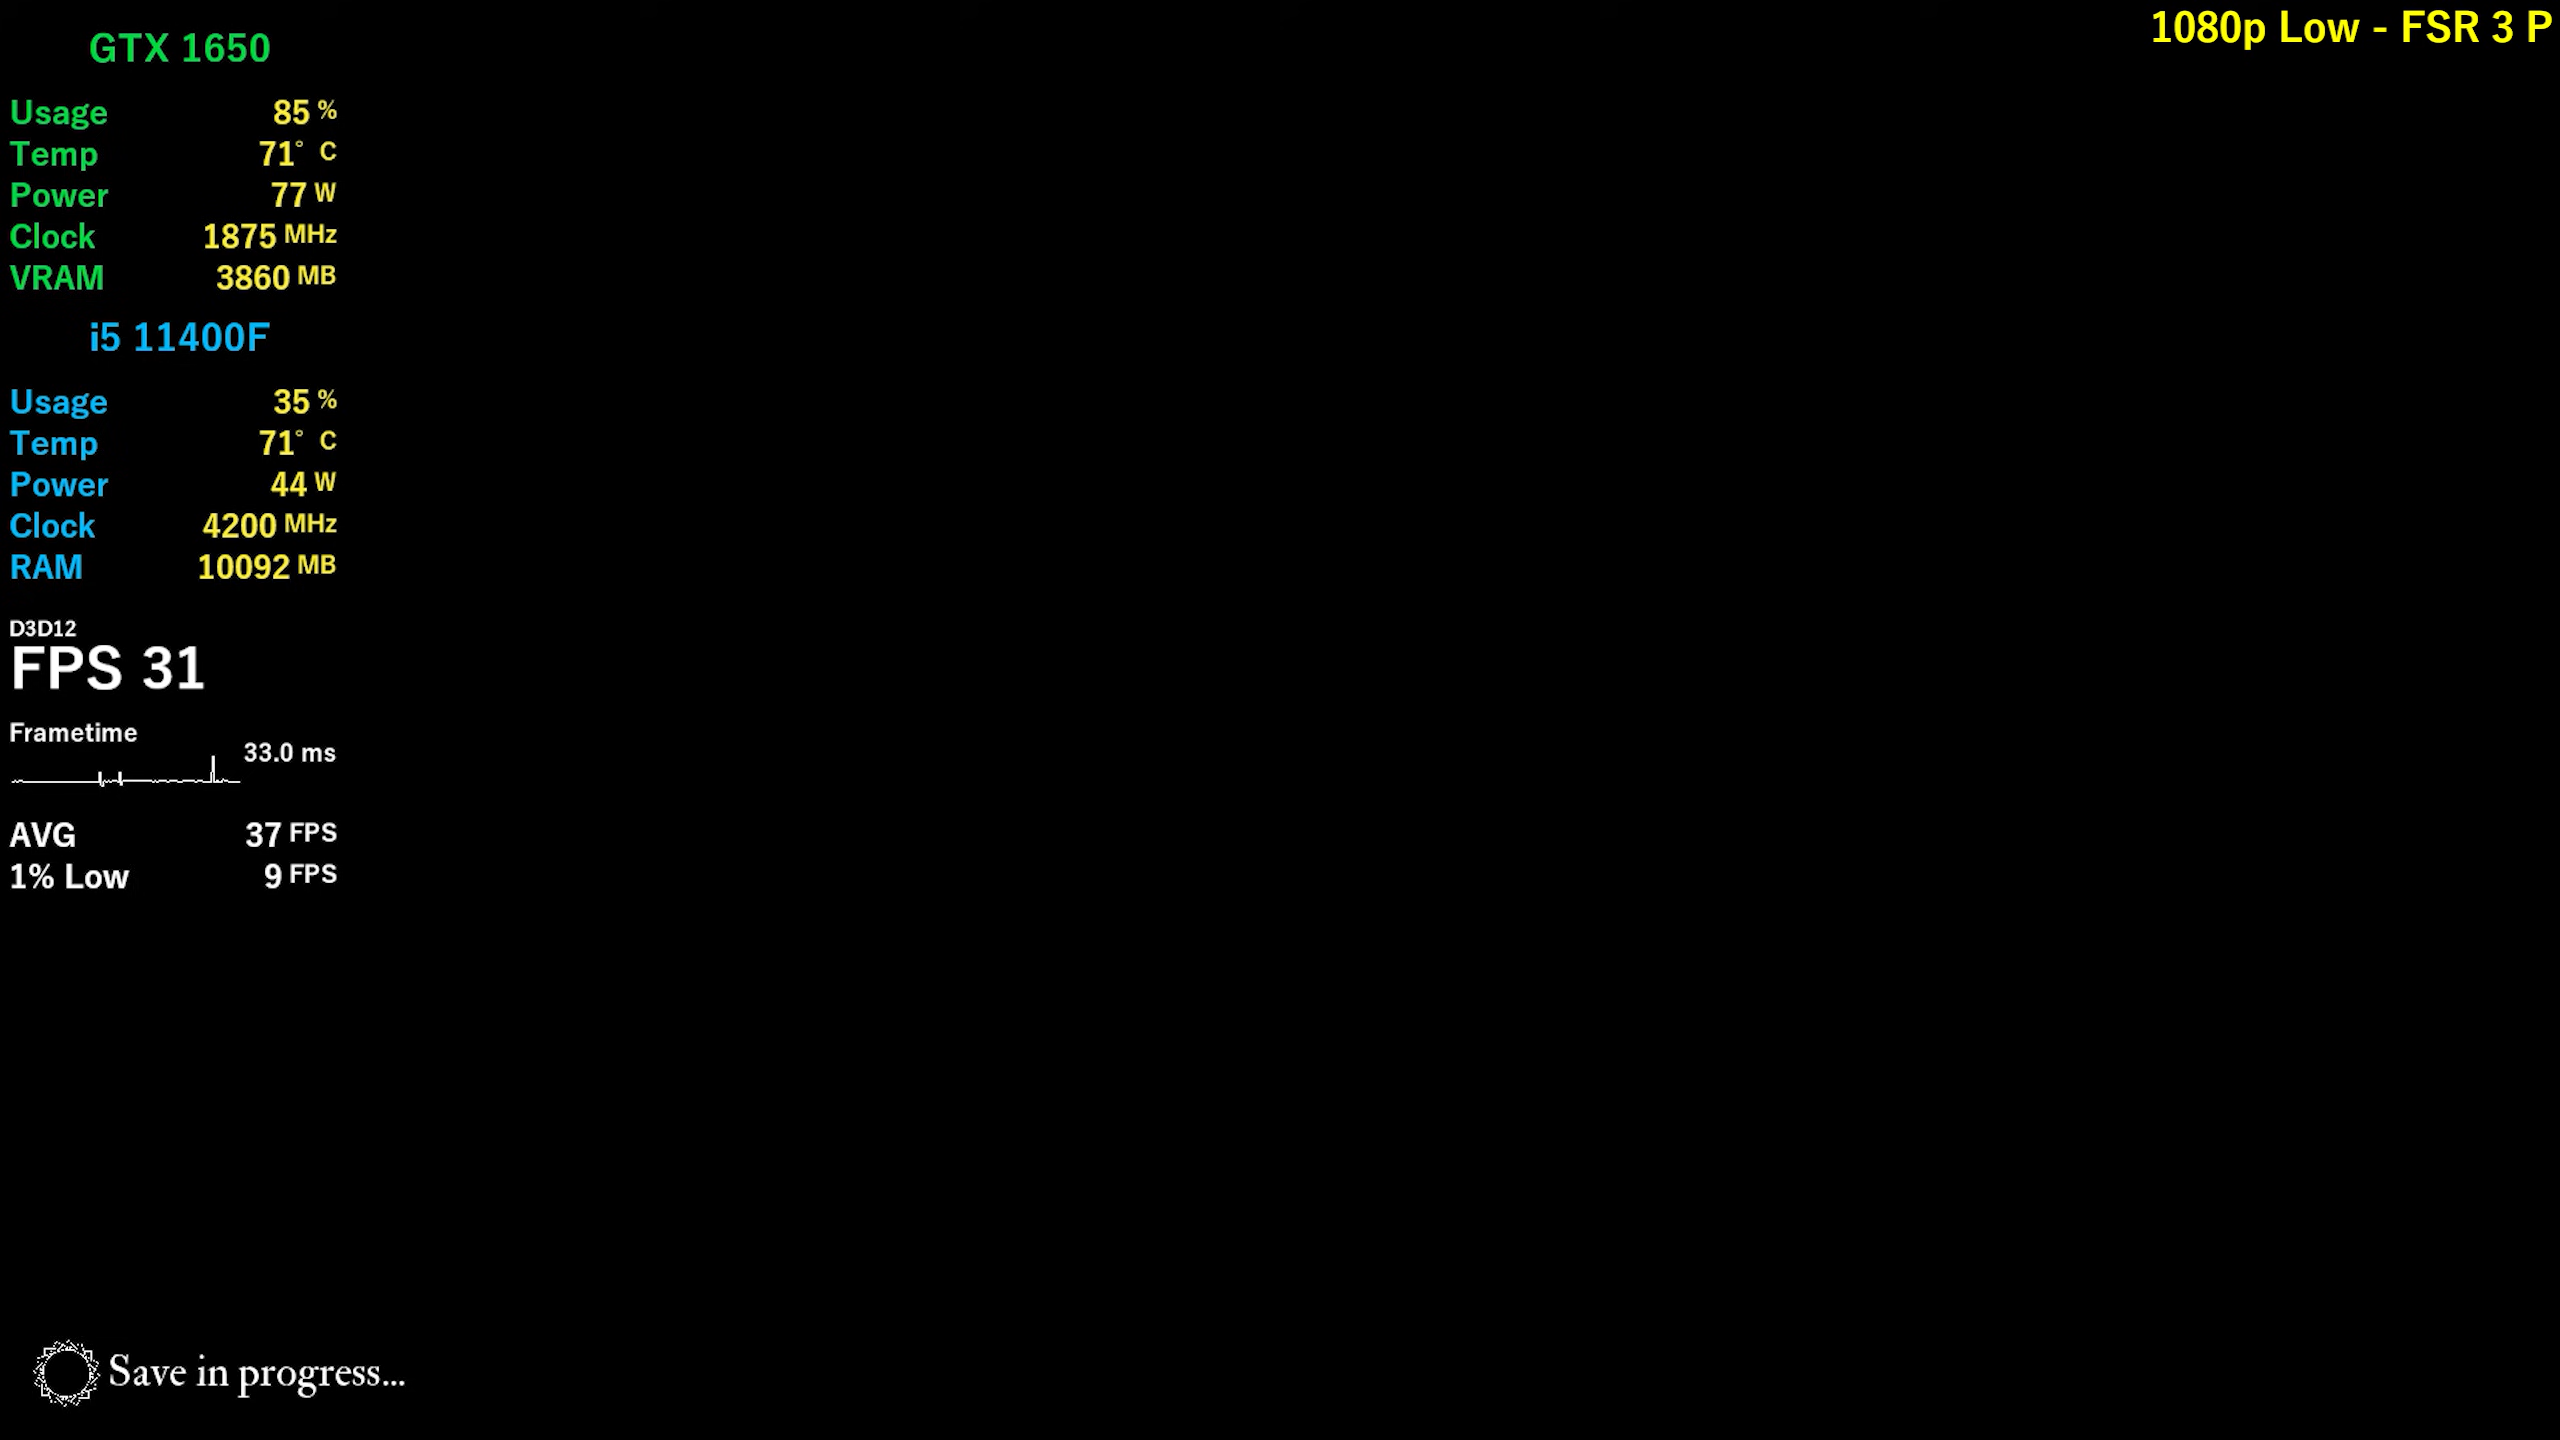 GTX 1650
1080p Low - FSR 3 P
Usage 85 %
Temp 71° C
Power 77 W
Clock 1875 MHz
VRAM 3860 MB
i5 11400F
Usage 35 %
Temp 71° C
Power 44 W
Clock 4200 MHz
RAM 10092 MB
D3D12
FPS 31
Frametime
33.0 ms
AVG 37 FPS
1% Low 9 FPS
Save in progress...